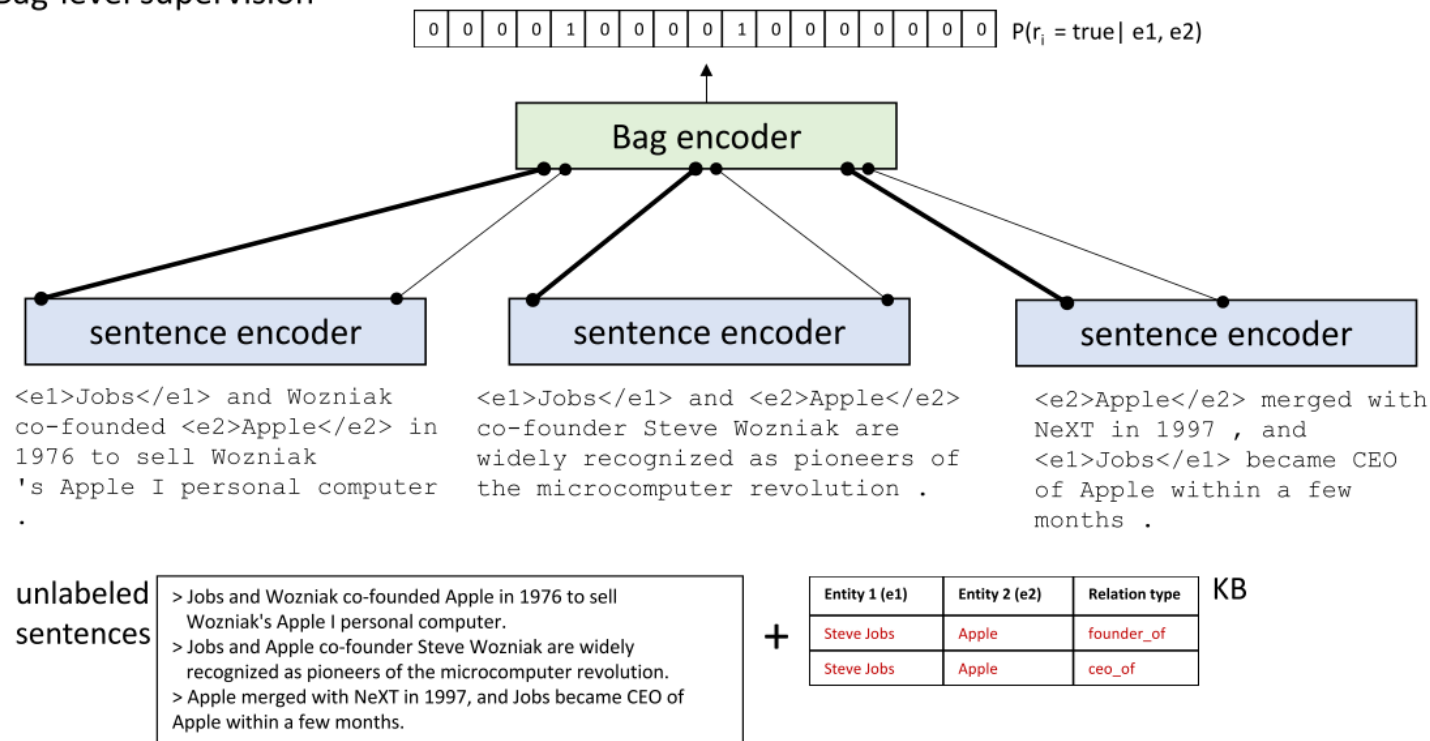 Bag-level supervision
0 0 0 0 1 0 0 0 0 1 0 0 0 0 0 0 0 P(ri = true| e1, e2)
Bag encoder
sentence encoder
sentence encoder
sentence encoder
<e1>Jobs</e1> and Wozniak
co-founded <e2>Apple</e2> in
1976 to sell Wozniak
's Apple I personal computer
.
<e1>Jobs</e1> and <e2>Apple</e2>
co-founder Steve Wozniak are
widely recognized as pioneers of
the microcomputer revolution .
<e2>Apple</e2> merged with
NeXT in 1997 , and
<e1>Jobs</e1> became CEO
of Apple within a few
months .
unlabeled
sentences
> Jobs and Wozniak co-founded Apple in 1976 to sell
Wozniak's Apple I personal computer.
> Jobs and Apple co-founder Steve Wozniak are widely
recognized as pioneers of the microcomputer revolution.
> Apple merged with NeXT in 1997, and Jobs became CEO of
Apple within a few months.
+
Entity 1 (e1) Entity 2 (e2) Relation type
Steve Jobs Apple founder_of
Steve Jobs Apple ceo_of
KB